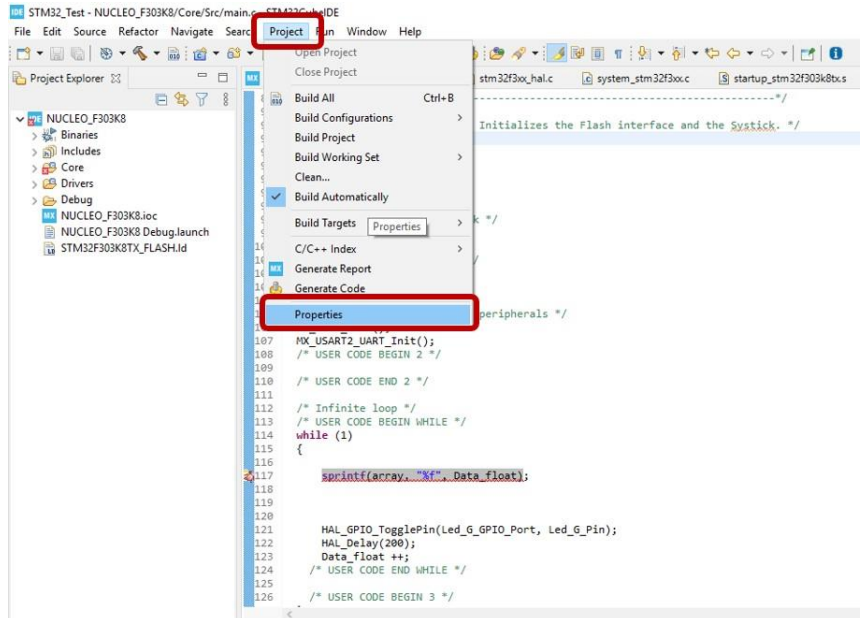 IDE STM32_Test - NUCLEO_F303K8/Core/Src/main.c - STM32CubeIDE
File Edit Source Refactor Navigate Search Project Run Window Help
Project Explorer
stm32f3xx_hal.c system_stm32f3xx.c startup_stm32f303k8tx.s
NUCLEO_F303K8
Binaries
Includes
Core
Drivers
Debug
MX NUCLEO_F303K8.ioc
NUCLEO_F303K8 Debug.launch
STM32F303K8TX_FLASH.ld
Open Project
Close Project
Build All Ctrl+B
Build Configurations
Build Project
Build Working Set
Clean...
Build Automatically
Build Targets
Properties
C/C++ Index
MX Generate Report
Generate Code
Properties
----------------------------------------------*/
Initializes the Flash interface and the Systick. */
k */
/
peripherals */
107 MX_USART2_UART_Init();
108 /* USER CODE BEGIN 2 */
109
110 /* USER CODE END 2 */
111
112 /* Infinite loop */
113 /* USER CODE BEGIN WHILE */
114 while (1)
115 {
116
117 sprintf(array, "%f", Data_float);
118
119
120
121 HAL_GPIO_TogglePin(Led_G_GPIO_Port, Led_G_Pin);
122 HAL_Delay(200);
123 Data_float ++;
124 /* USER CODE END WHILE */
125
126 /* USER CODE BEGIN 3 */